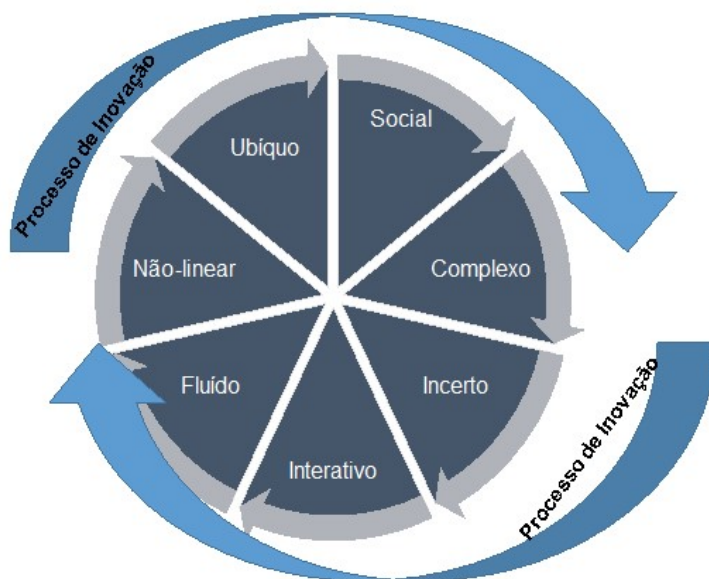 Processo de Inovação
Ubíquo
Social
Não-linear
Complexo
Fluído
Incerto
Interativo
Processo de Inovação